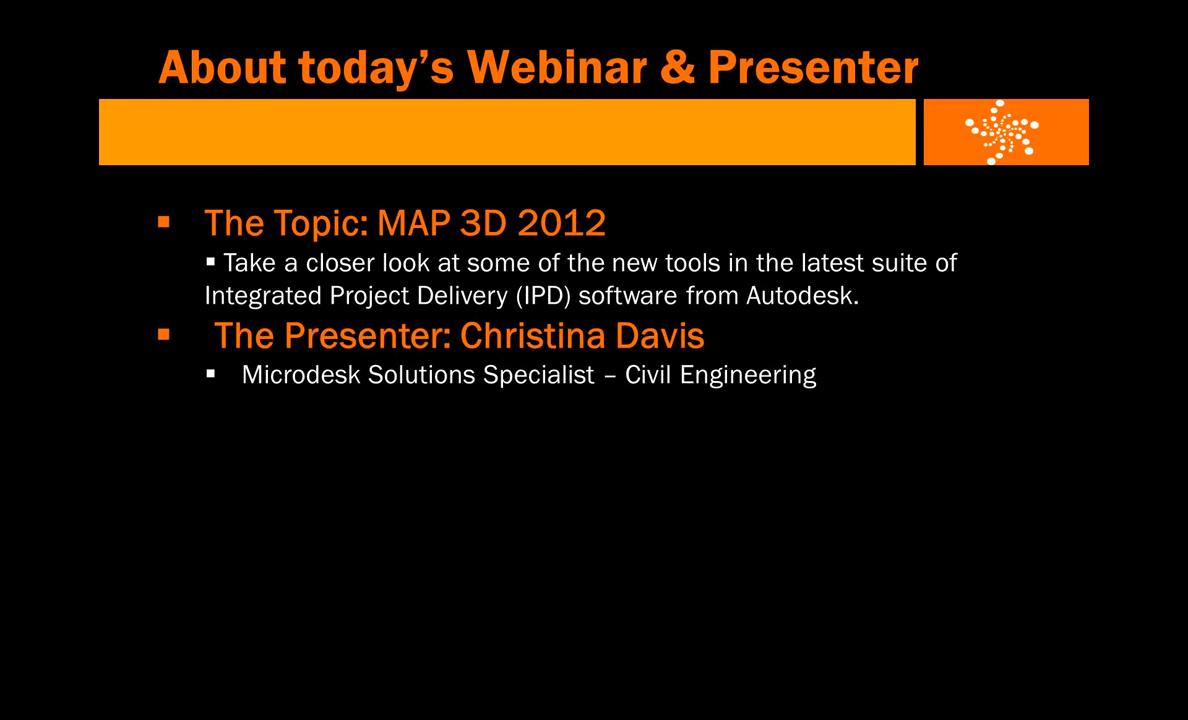 About today’s Webinar & Presenter
▪ The Topic: MAP 3D 2012
▪ Take a closer look at some of the new tools in the latest suite of
Integrated Project Delivery (IPD) software from Autodesk.
▪ The Presenter: Christina Davis
▪ Microdesk Solutions Specialist – Civil Engineering